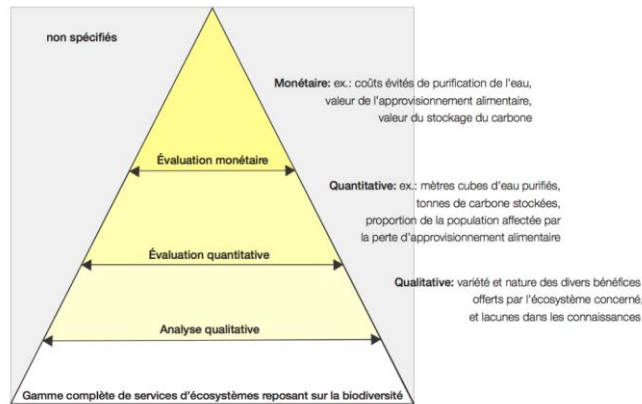 non spécifiés
Monétaire: ex.: coûts évités de purification de l'eau,
valeur de l'approvisionnement alimentaire,
valeur du stockage du carbone
Évaluation monétaire
Quantitative: ex.: mètres cubes d'eau purifiés,
tonnes de carbone stockées,
proportion de la population affectée par
la perte d'approvisionnement alimentaire
Évaluation quantitative
Qualitative: variété et nature des divers bénéfices
offerts par l'écosystème concerné,
et lacunes dans les connaissances
Analyse qualitative
Gamme complète de services d'écosystèmes reposant sur la biodiversité